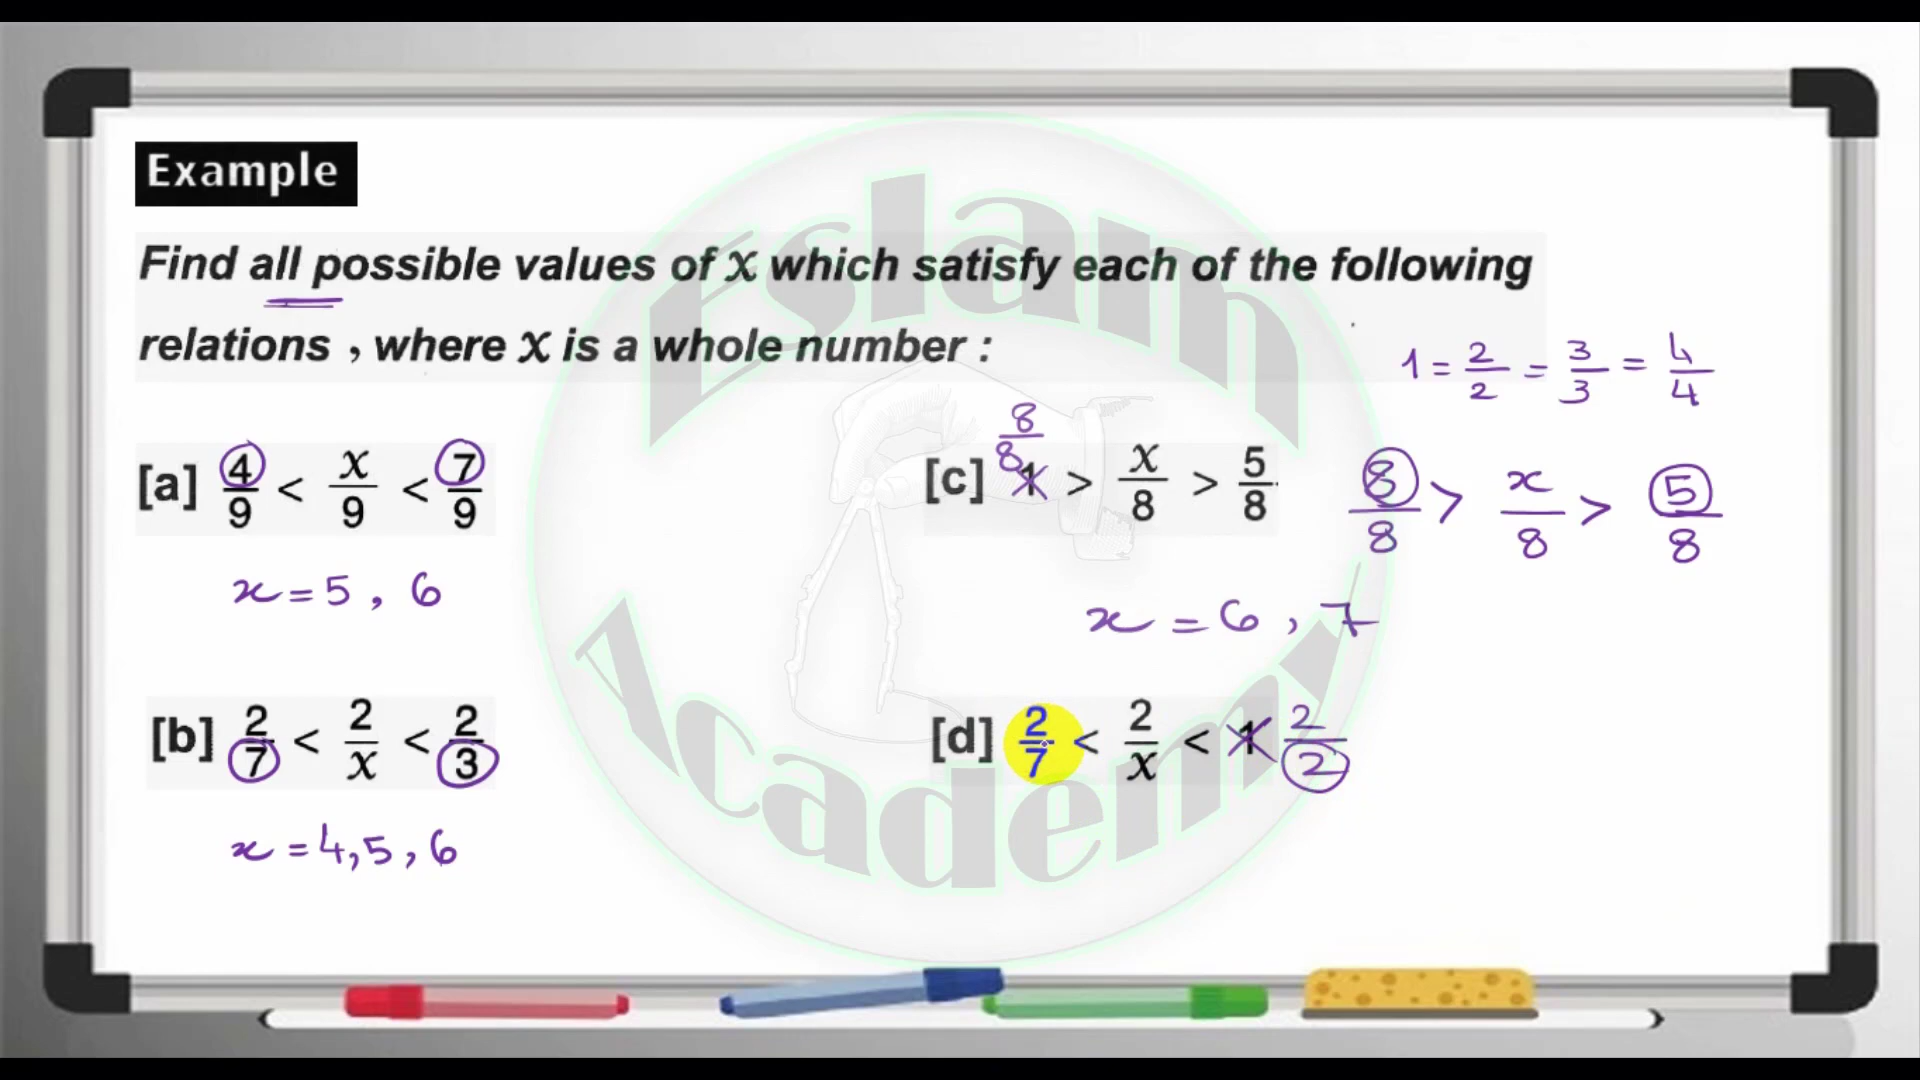 Example
Find all possible values of x which satisfy each of the following
relations , where x is a whole number :
1 = 2/2 = 3/3 = 4/4
[a] 4/9 < x/9 < 7/9
x = 5 , 6
[c] 8/8 1 > x/8 > 5/8
8/8 > x/8 > 5/8
x = 6 , 7
[b] 2/7 < 2/x < 2/3
x = 4, 5 , 6
[d] 2/7 < 2/x < 1 2/2
Eslam
Academy